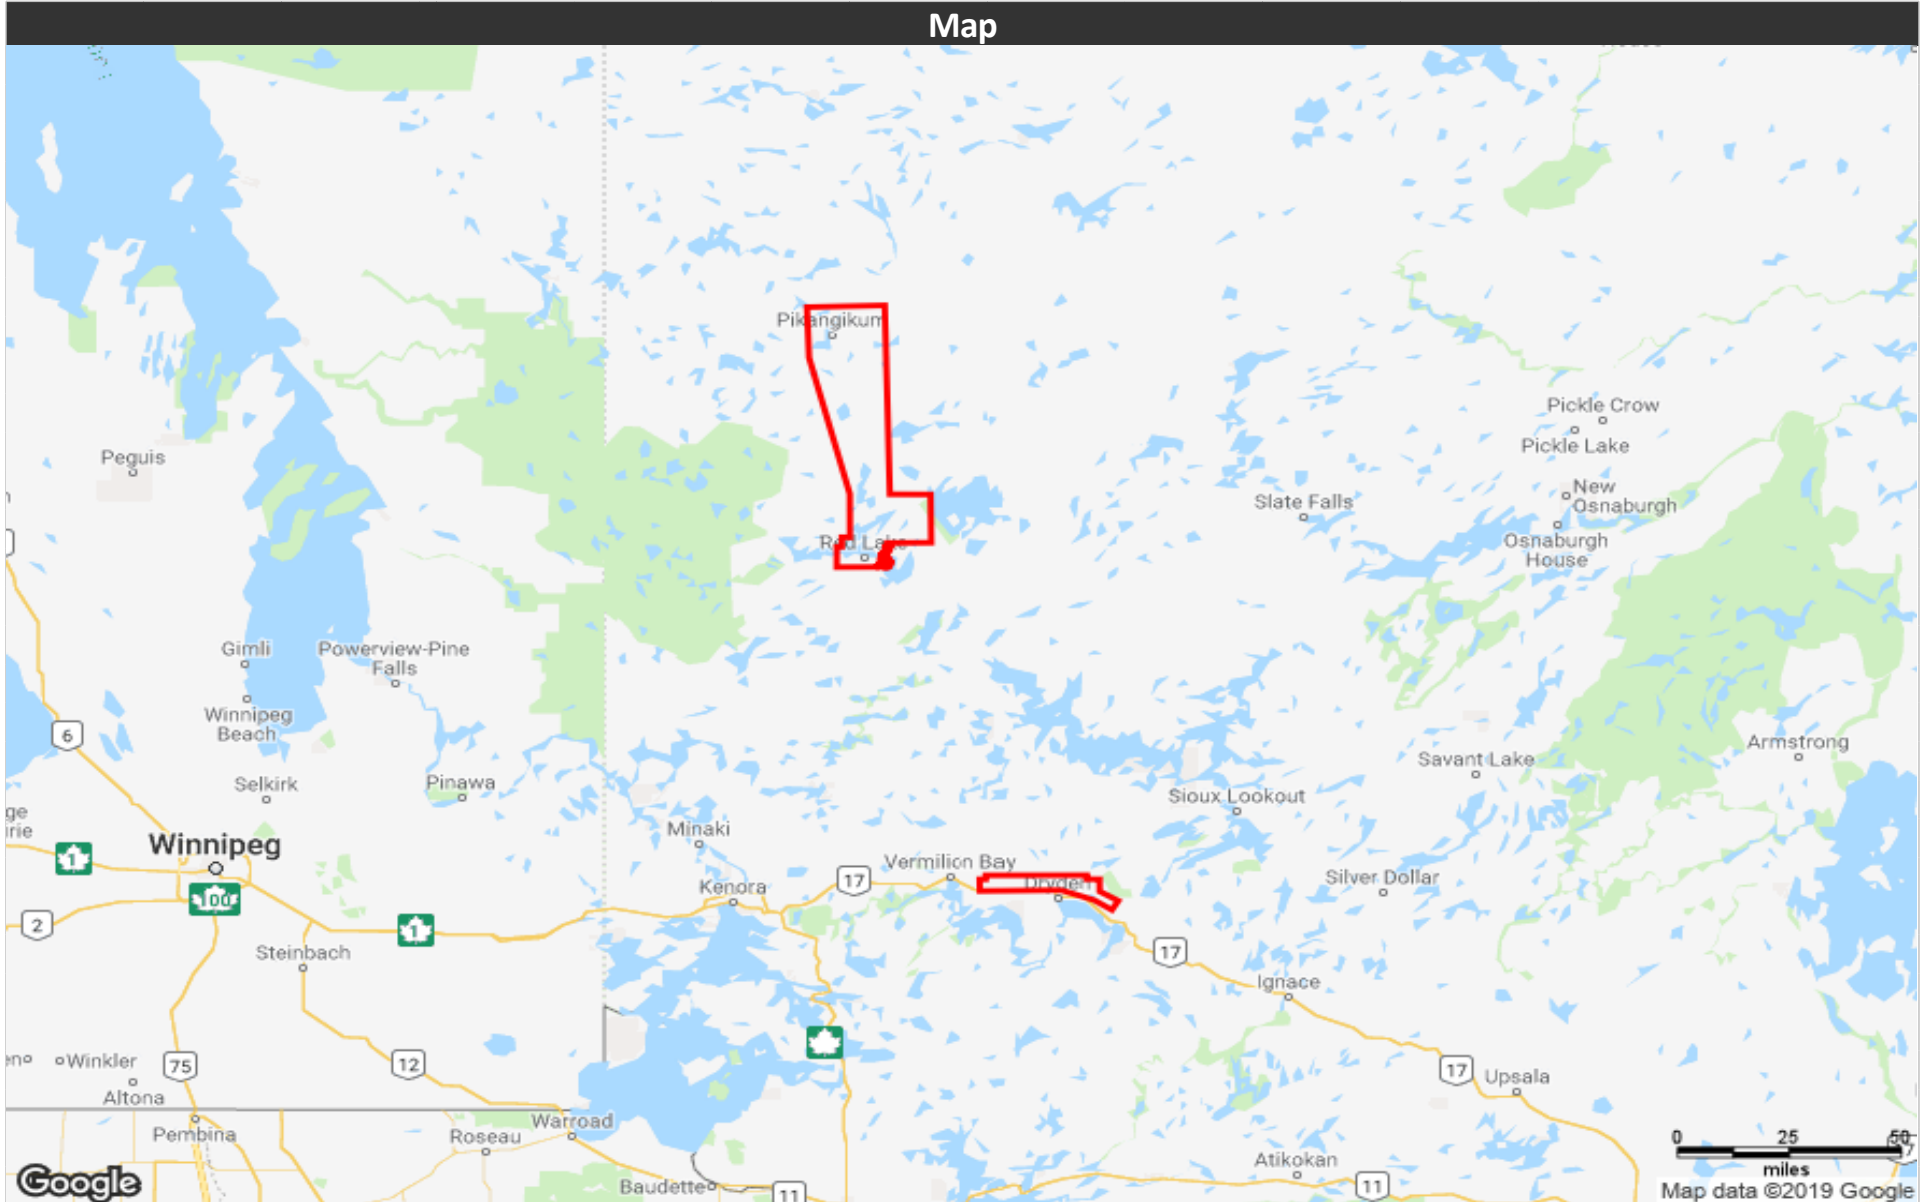 Map
Pikangikum
Pickle Crow
Pickle Lake
Peguis
New
Osnaburgh
Slate Falls
Osnaburgh
House
Red Lake
Gimli
Powerview-Pine
Falls
Winnipeg
Beach
6
Armstrong
Savant Lake
Selkirk
Pinawa
Sioux Lookout
Minaki
Winnipeg
1
Vermilion Bay
17
Dryden
Silver Dollar
Kenora
100
2
1
Steinbach
17
Ignace
Winkler
75
12
17
Upsala
Altona
Warroad
Pembina
Roseau
0 25 50
miles
Atikokan
Baudette
11
11
Google
Map data ©2019 Google